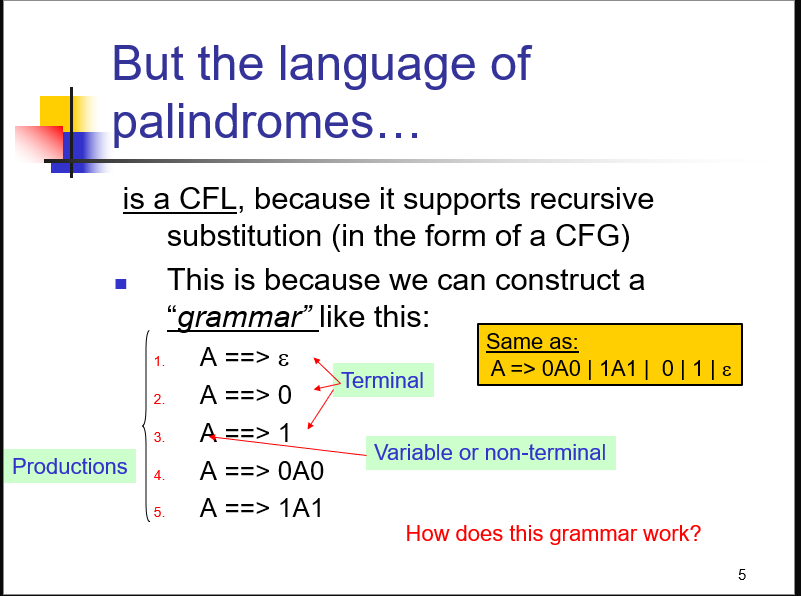 But the language of
palindromes…
is a CFL, because it supports recursive
substitution (in the form of a CFG)
This is because we can construct a
“grammar” like this:
1. A ==> ε
2. A ==> 0
3. A ==> 1
4. A ==> 0A0
5. A ==> 1A1
Same as:
A => 0A0 | 1A1 | 0 | 1 | ε
Terminal
Variable or non-terminal
Productions
How does this grammar work?
5